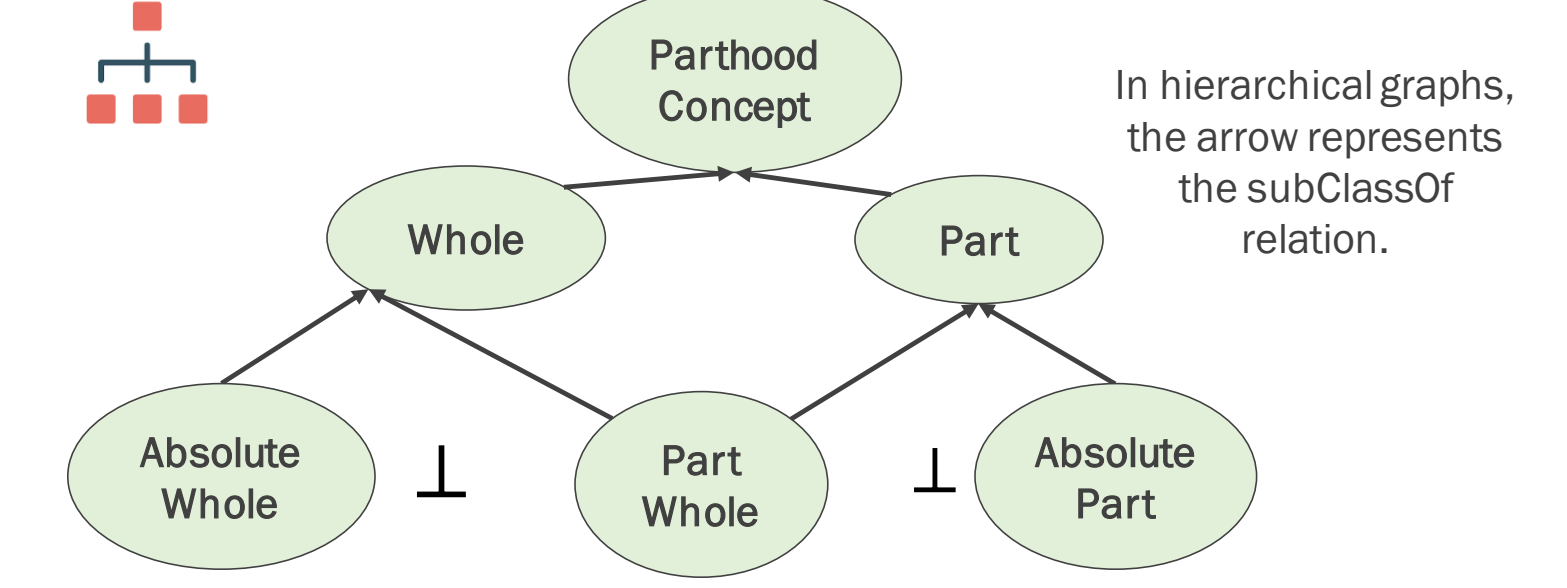 Parthood
Concept
In hierarchical graphs,
the arrow represents
the subClassOf
relation.
Whole
Part
Absolute
Whole
⊥
Part
Whole
⊥
Absolute
Part